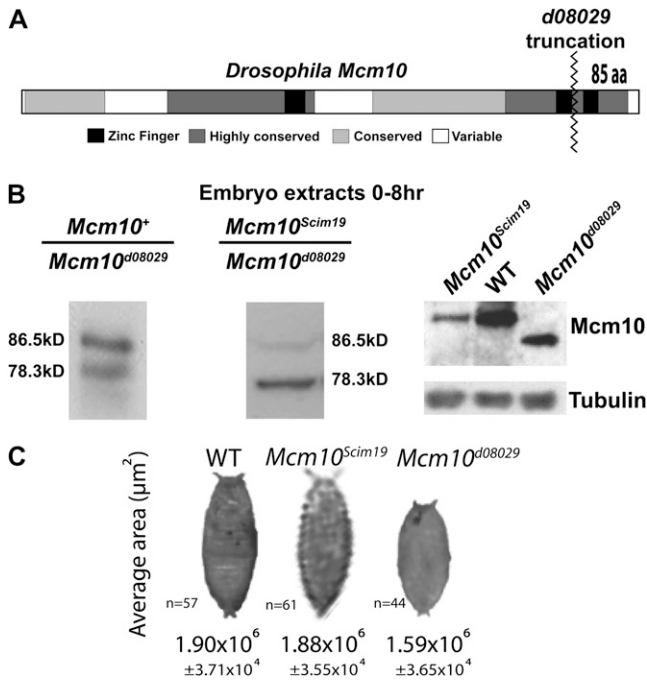 A
d08029
truncation
Drosophila Mcm10
85 aa
Zinc Finger Highly conserved Conserved Variable
B
Embryo extracts 0-8hr
Mcm10⁺
Mcm10ᵈ⁰⁸⁰²⁹
86.5kD
78.3kD
Mcm10ˢᶜⁱᵐ¹⁹
Mcm10ᵈ⁰⁸⁰²⁹
86.5kD
78.3kD
Mcm10ˢᶜⁱᵐ¹⁹
WT
Mcm10ᵈ⁰⁸⁰²⁹
Mcm10
Tubulin
C
WT Mcm10ˢᶜⁱᵐ¹⁹ Mcm10ᵈ⁰⁸⁰²⁹
Average area (µm²)
n=57 n=61 n=44
1.90x10⁶ 1.88x10⁶ 1.59x10⁶
±3.71x10⁴ ±3.55x10⁴ ±3.65x10⁴